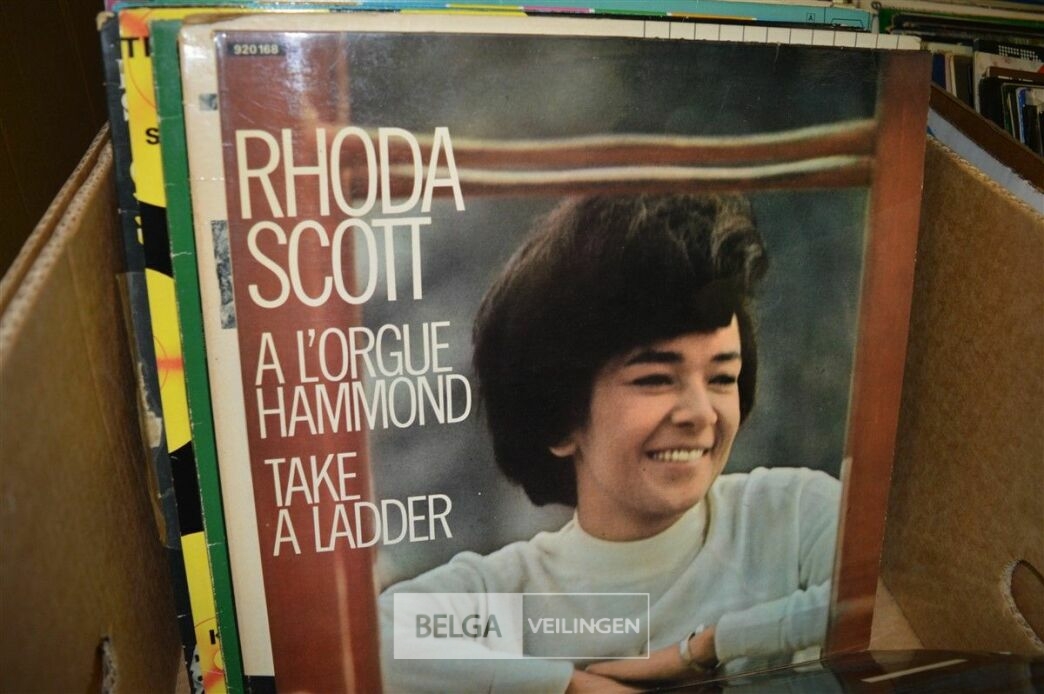 920168
RHODA
SCOTT
A L'ORGUE
HAMMOND
TAKE
A LADDER
BELGA VEILINGEN